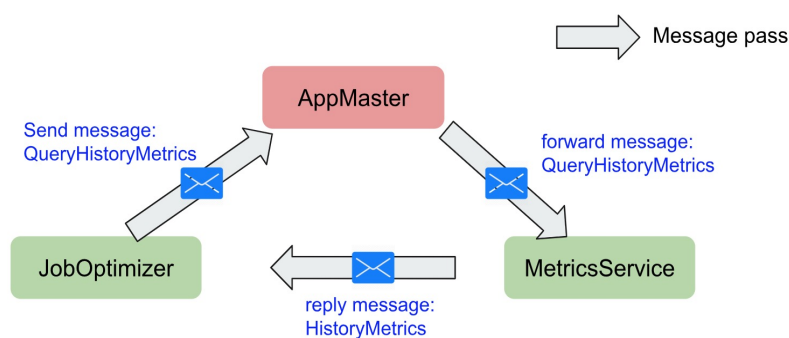 Message pass
AppMaster
Send message:
QueryHistoryMetrics
forward message:
QueryHistoryMetrics
JobOptimizer
MetricsService
reply message:
HistoryMetrics